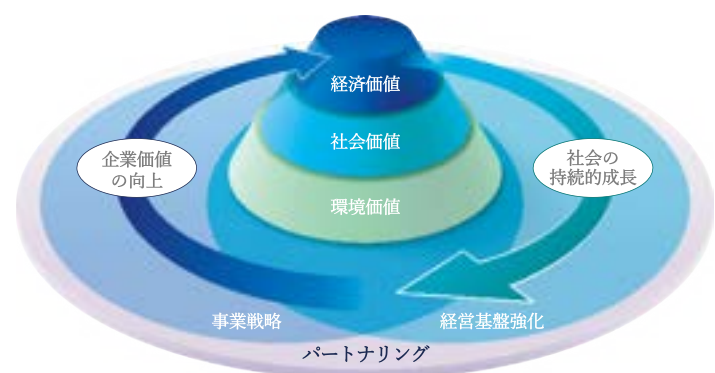 経済価値
社会価値
環境価値
企業価値
の向上
社会の
持続的成長
事業戦略
経営基盤強化
パートナリング